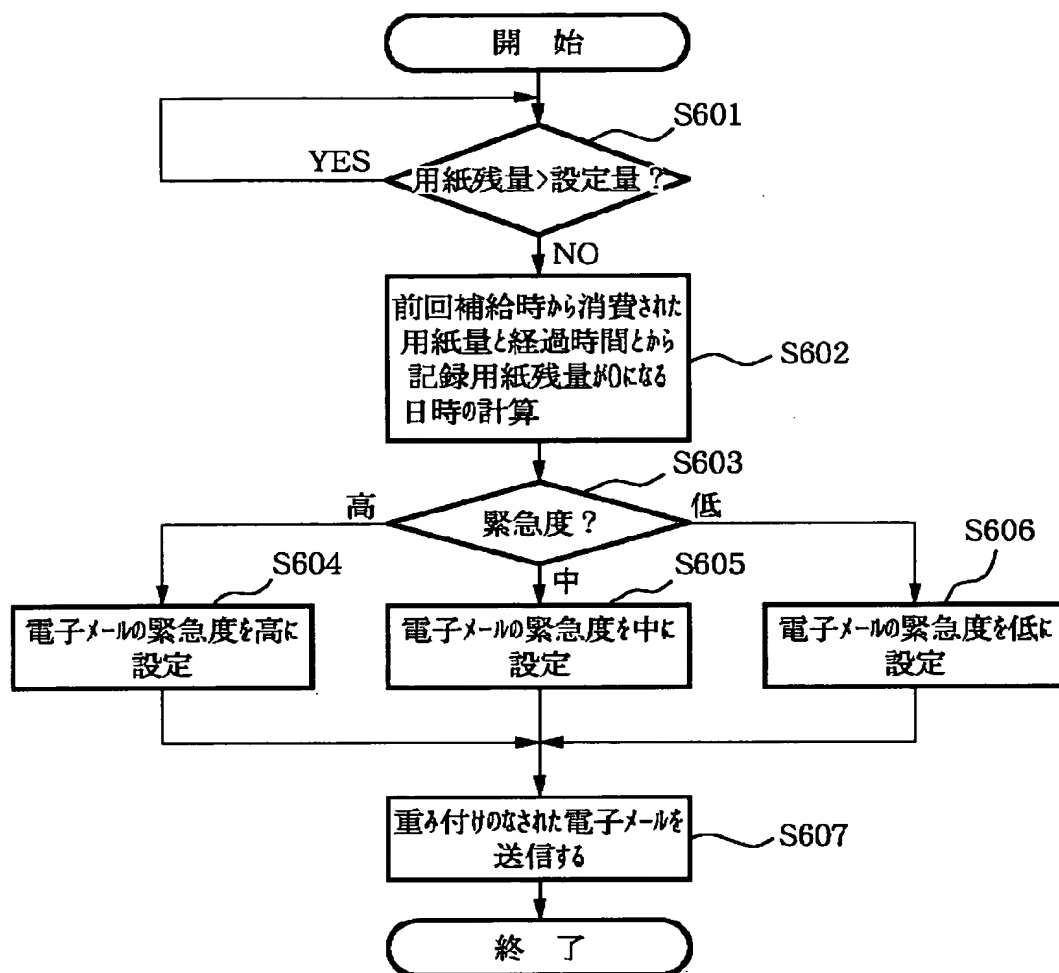 開 始
S601
YES
用紙残量>設定量?
NO
前回補給時から消費された
用紙量と経過時間とから
記録用紙残量が0になる
日時の計算
S602
S603
高
緊急度?
低
中
S604
S605
S606
電子メールの緊急度を高に
設定
電子メールの緊急度を中に
設定
電子メールの緊急度を低に
設定
重み付けのなされた電子メールを
送信する
S607
終 了